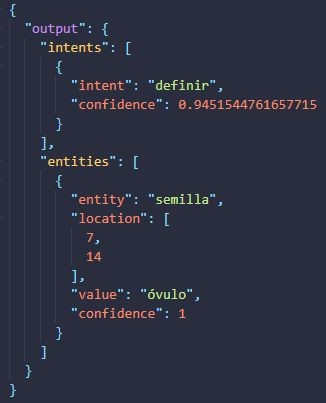 {
  "output": {
    "intents": [
      {
        "intent": "definir",
        "confidence": 0.9451544761657715
      }
    ],
    "entities": [
      {
        "entity": "semilla",
        "location": [
          7,
          14
        ],
        "value": "óvulo",
        "confidence": 1
      }
    ]
  }
}